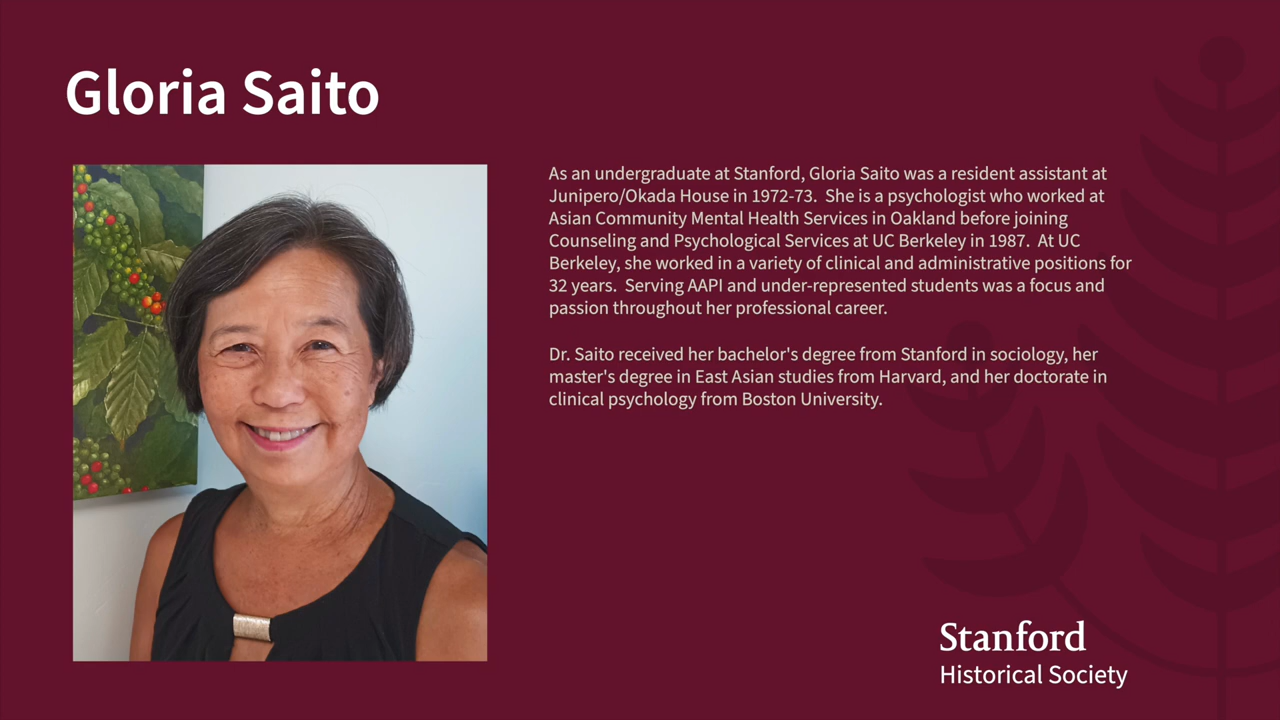 Gloria Saito
As an undergraduate at Stanford, Gloria Saito was a resident assistant at
Junipero/Okada House in 1972-73.  She is a psychologist who worked at
Asian Community Mental Health Services in Oakland before joining
Counseling and Psychological Services at UC Berkeley in 1987.  At UC
Berkeley, she worked in a variety of clinical and administrative positions for
32 years.  Serving AAPI and under-represented students was a focus and
passion throughout her professional career.
Dr. Saito received her bachelor's degree from Stanford in sociology, her
master's degree in East Asian studies from Harvard, and her doctorate in
clinical psychology from Boston University.
Stanford
Historical Society